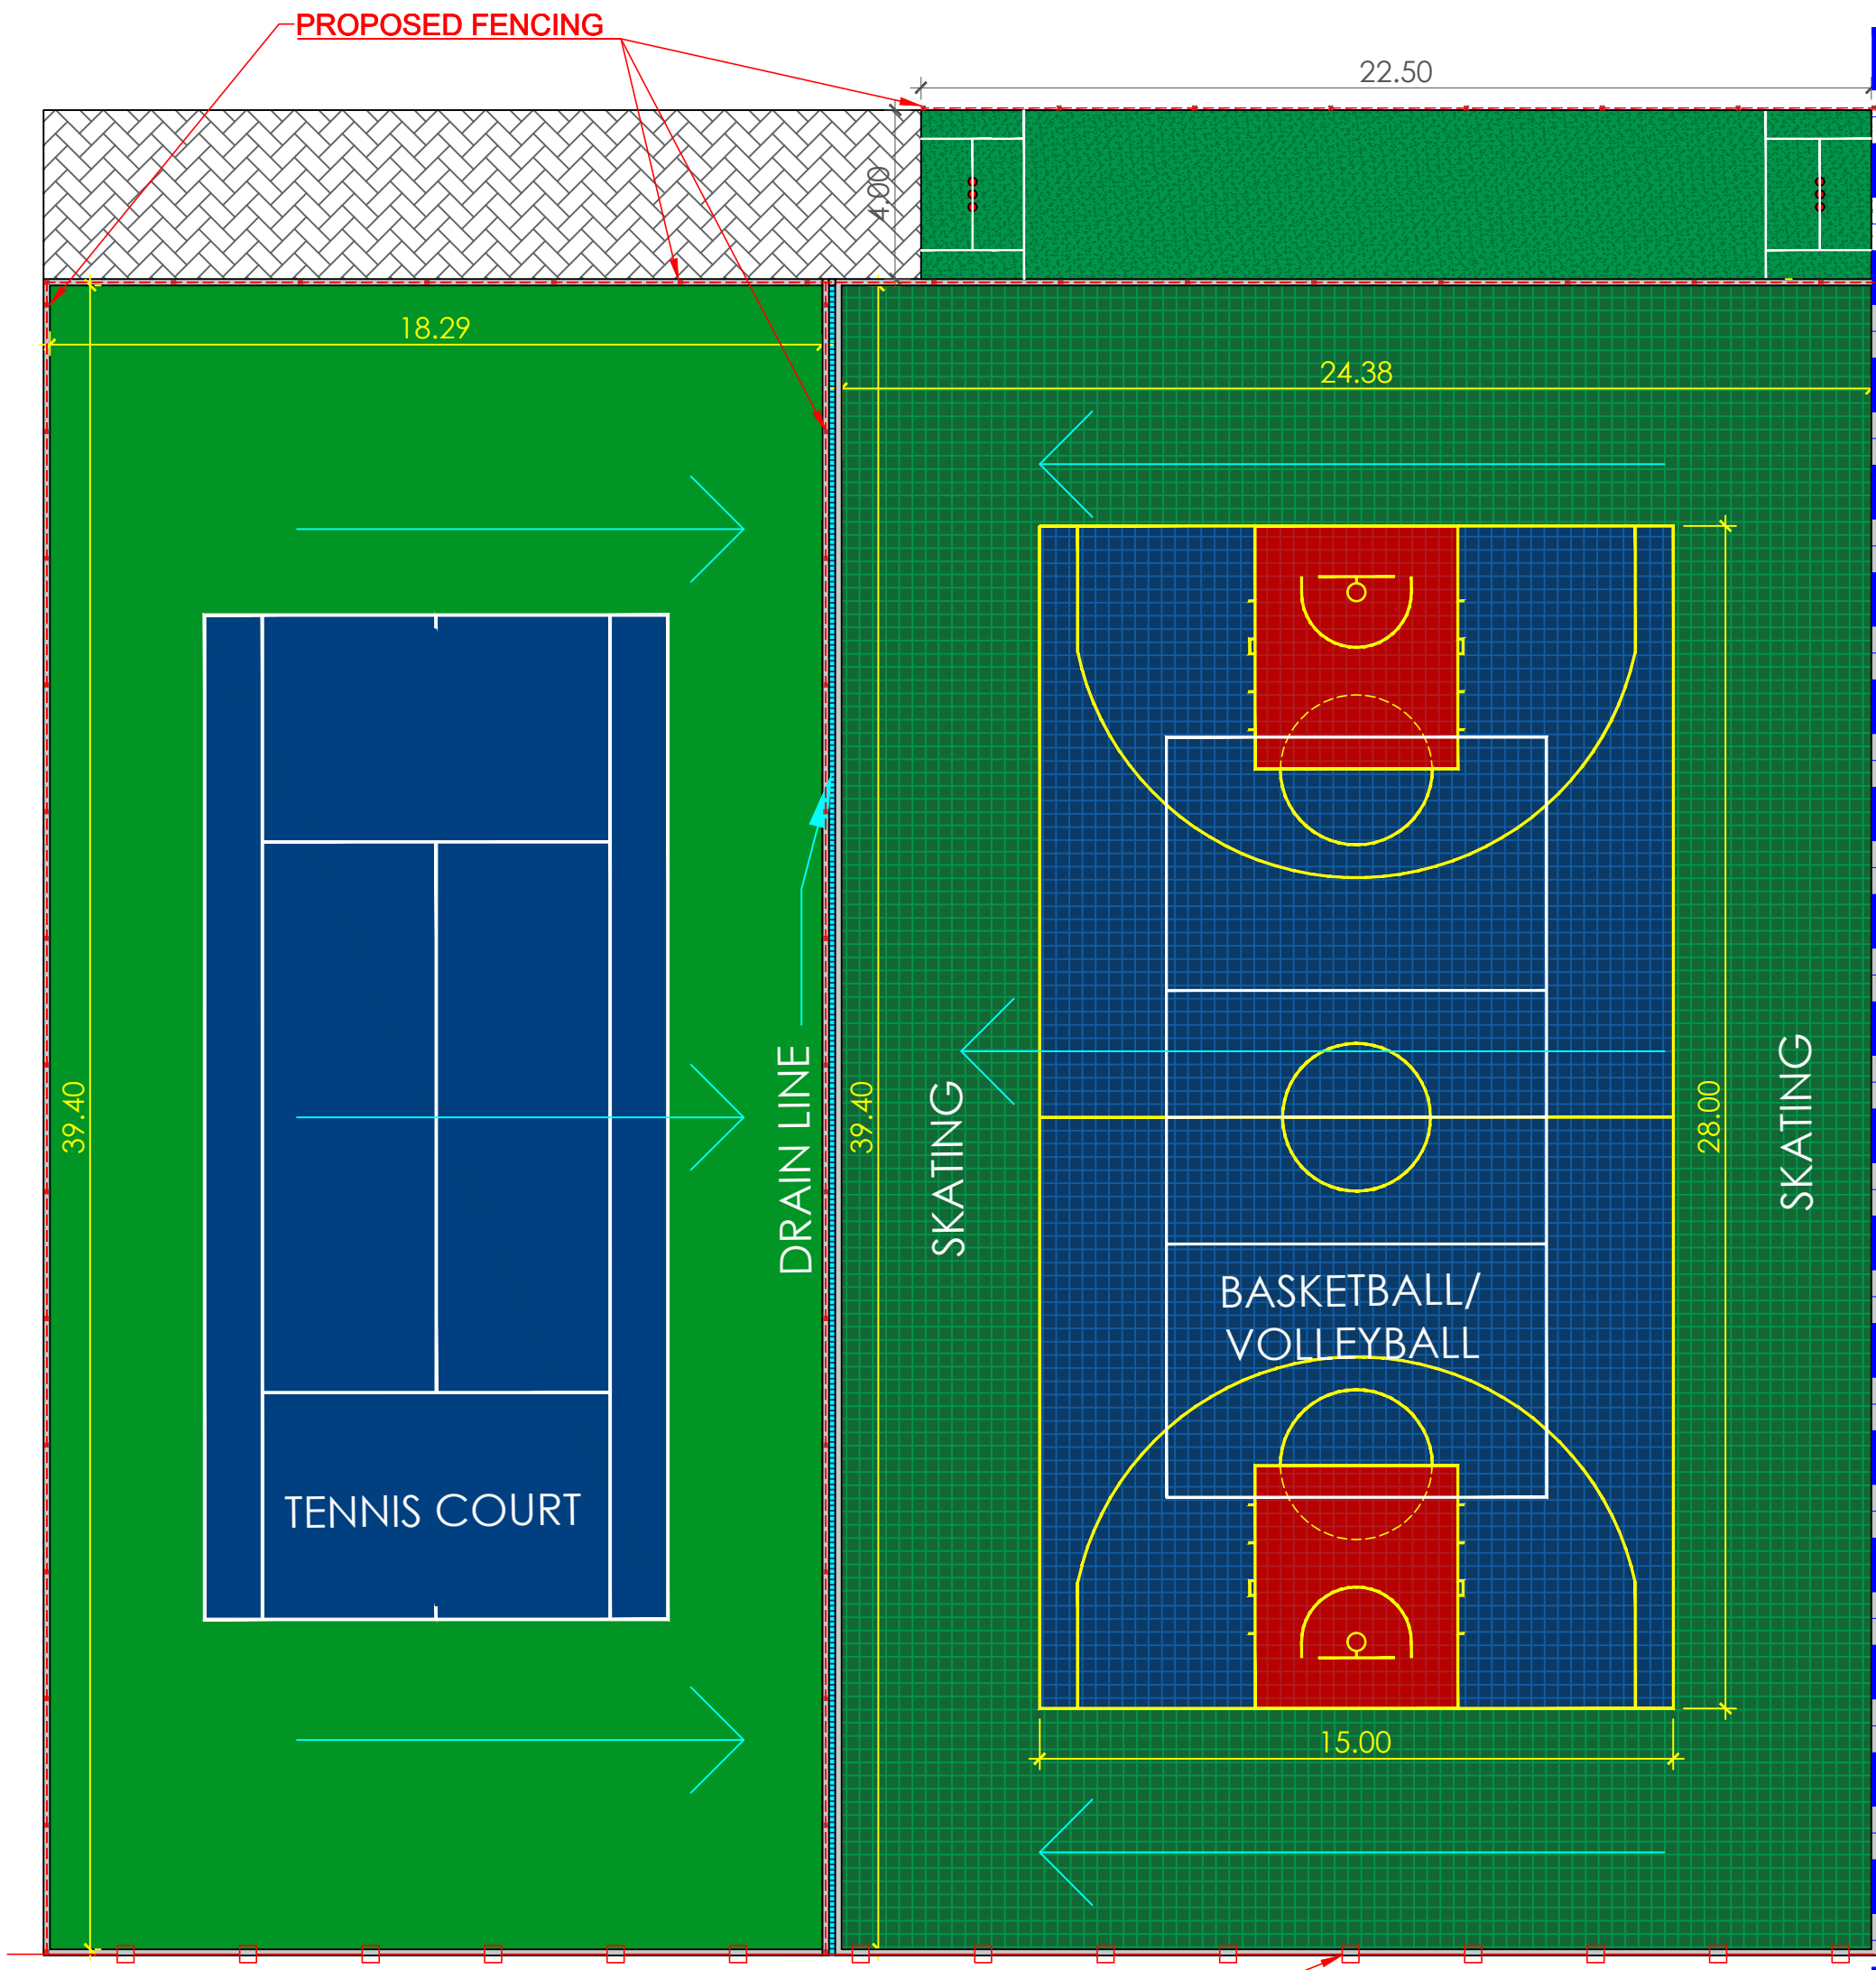 PROPOSED FENCING
22.50
4.00
18.29
24.38
39.40
DRAIN LINE
39.40
SKATING
28.00
SKATING
BASKETBALL/
VOLLEYBALL
TENNIS COURT
15.00